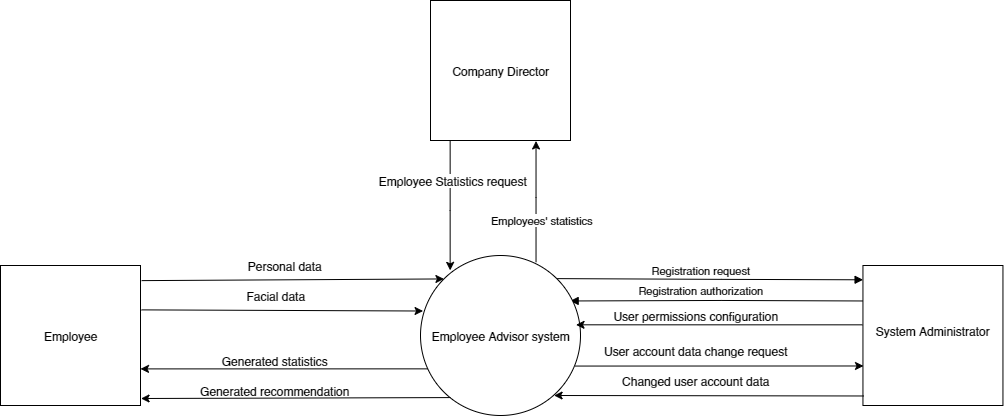 Company Director
Employee Statistics request
Employees' statistics
Personal data
Facial data
Employee
Generated statistics
Generated recommendation
Employee Advisor system
Registration request
Registration authorization
User permissions configuration
User account data change request
Changed user account data
System Administrator